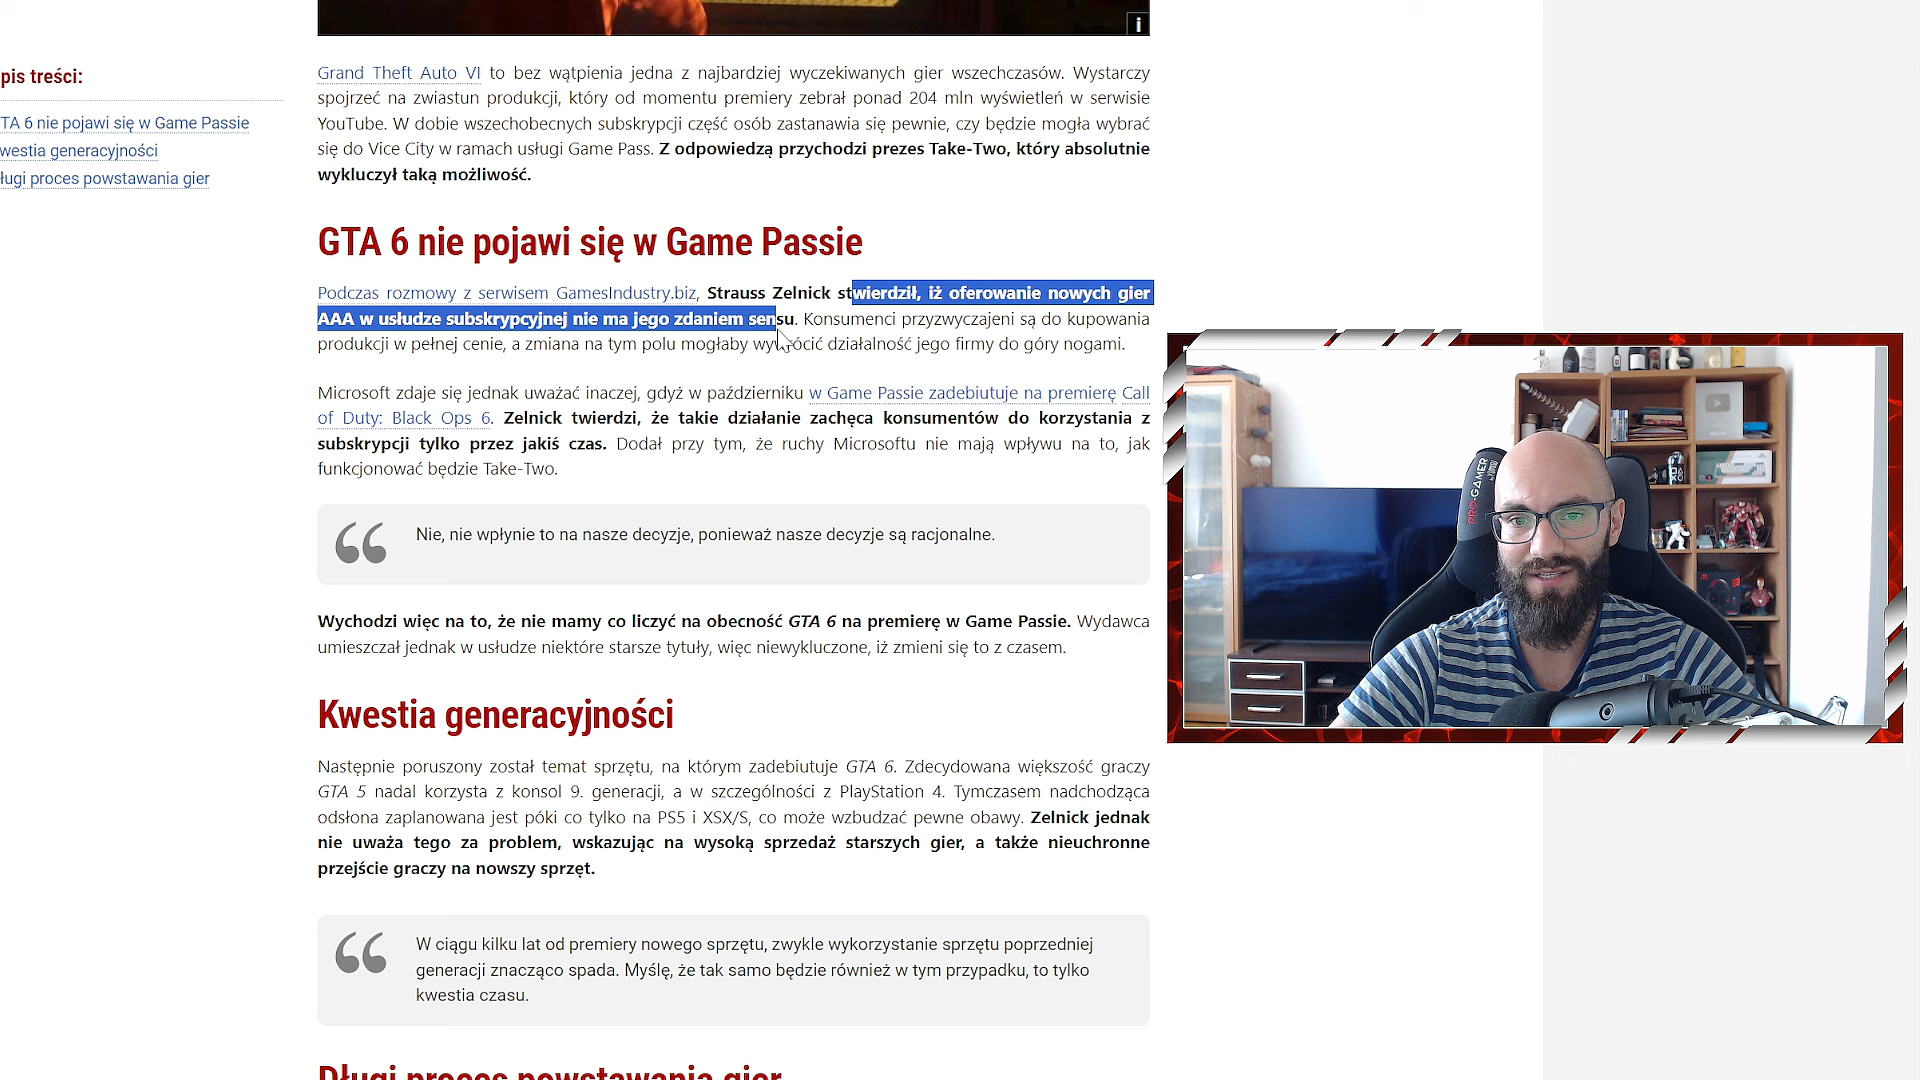 pis treści:
TA 6 nie pojawi się w Game Passie
westia generacyjności
ługi proces powstawania gier
Grand Theft Auto VI to bez wątpienia jedna z najbardziej wyczekiwanych gier wszechczasów. Wystarczy
spojrzeć na zwiastun produkcji, który od momentu premiery zebrał ponad 204 mln wyświetleń w serwisie
YouTube. W dobie wszechobecnych subskrypcji część osób zastanawia się pewnie, czy będzie mogła wybrać
się do Vice City w ramach usługi Game Pass. Z odpowiedzą przychodzi prezes Take-Two, który absolutnie
wykluczył taką możliwość.
GTA 6 nie pojawi się w Game Passie
Podczas rozmowy z serwisem GamesIndustry.biz, Strauss Zelnick stwierdził, iż oferowanie nowych gier
AAA w usłudze subskrypcyjnej nie ma jego zdaniem sensu. Konsumenci przyzwyczajeni są do kupowania
produkcji w pełnej cenie, a zmiana na tym polu mogłaby wywrócić działalność jego firmy do góry nogami.
Microsoft zdaje się jednak uważać inaczej, gdyż w październiku w Game Passie zadebiutuje na premierę Call
of Duty: Black Ops 6. Zelnick twierdzi, że takie działanie zachęca konsumentów do korzystania z
subskrypcji tylko przez jakiś czas. Dodał przy tym, że ruchy Microsoftu nie mają wpływu na to, jak
funkcjonować będzie Take-Two.
Nie, nie wpłynie to na nasze decyzje, ponieważ nasze decyzje są racjonalne.
Wychodzi więc na to, że nie mamy co liczyć na obecność GTA 6 na premierę w Game Passie. Wydawca
umieszczał jednak w usłudze niektóre starsze tytuły, więc niewykluczone, iż zmieni się to z czasem.
Kwestia generacyjności
Następnie poruszony został temat sprzętu, na którym zadebiutuje GTA 6. Zdecydowana większość graczy
GTA 5 nadal korzysta z konsol 9. generacji, a w szczególności z PlayStation 4. Tymczasem nadchodząca
odsłona zaplanowana jest póki co tylko na PS5 i XSX/S, co może wzbudzać pewne obawy. Zelnick jednak
nie uważa tego za problem, wskazując na wysoką sprzedaż starszych gier, a także nieuchronne
przejście graczy na nowszy sprzęt.
W ciągu kilku lat od premiery nowego sprzętu, zwykle wykorzystanie sprzętu poprzedniej
generacji znacząco spada. Myślę, że tak samo będzie również w tym przypadku, to tylko
kwestia czasu.
Długi proces powstawania gier
PRO-GAMER